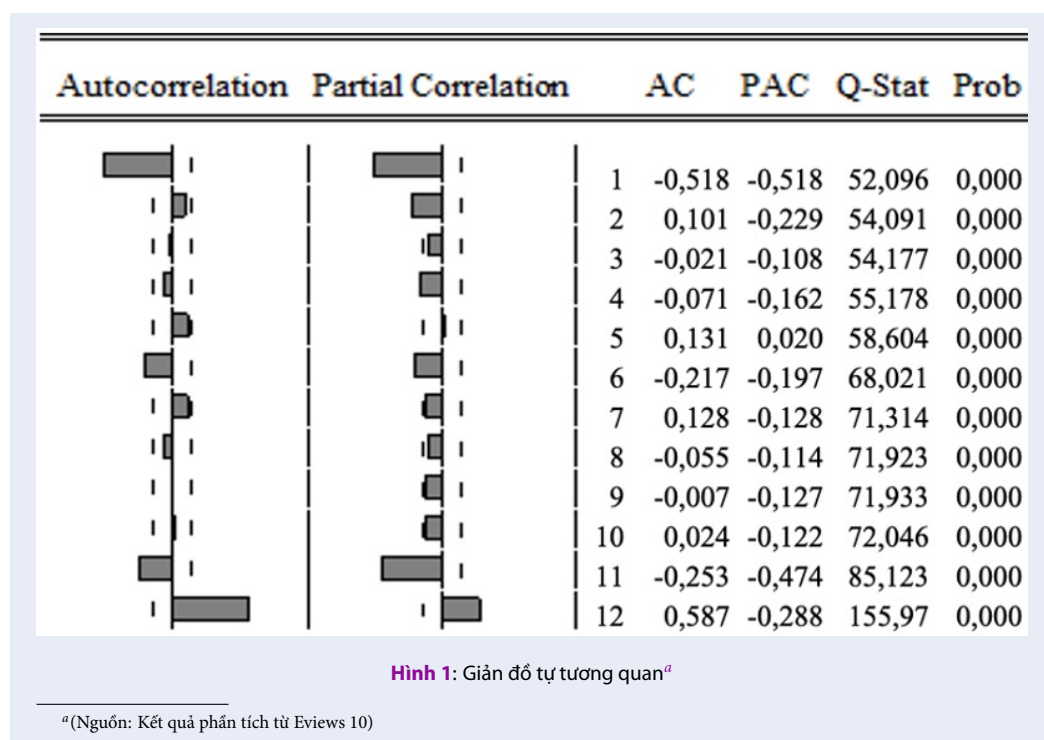 Autocorrelation Partial Correlation AC PAC Q-Stat Prob
1 -0,518 -0,518 52,096 0,000
2 0,101 -0,229 54,091 0,000
3 -0,021 -0,108 54,177 0,000
4 -0,071 -0,162 55,178 0,000
5 0,131 0,020 58,604 0,000
6 -0,217 -0,197 68,021 0,000
7 0,128 -0,128 71,314 0,000
8 -0,055 -0,114 71,923 0,000
9 -0,007 -0,127 71,933 0,000
10 0,024 -0,122 72,046 0,000
11 -0,253 -0,474 85,123 0,000
12 0,587 -0,288 155,97 0,000
Hình 1: Giản đồ tự tương quan a
a (Nguồn: Kết quả phần tích từ Eviews 10)